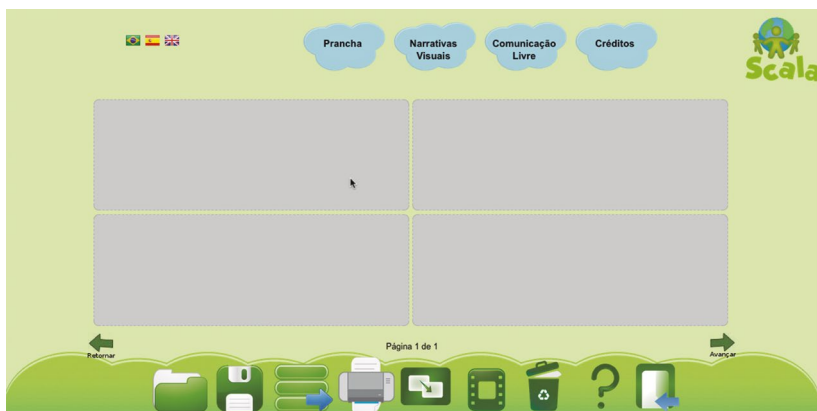 Prancha
Narrativas
Visuais
Comunicação
Livre
Créditos
Scala
Retornar
Página 1 de 1
Avançar
?